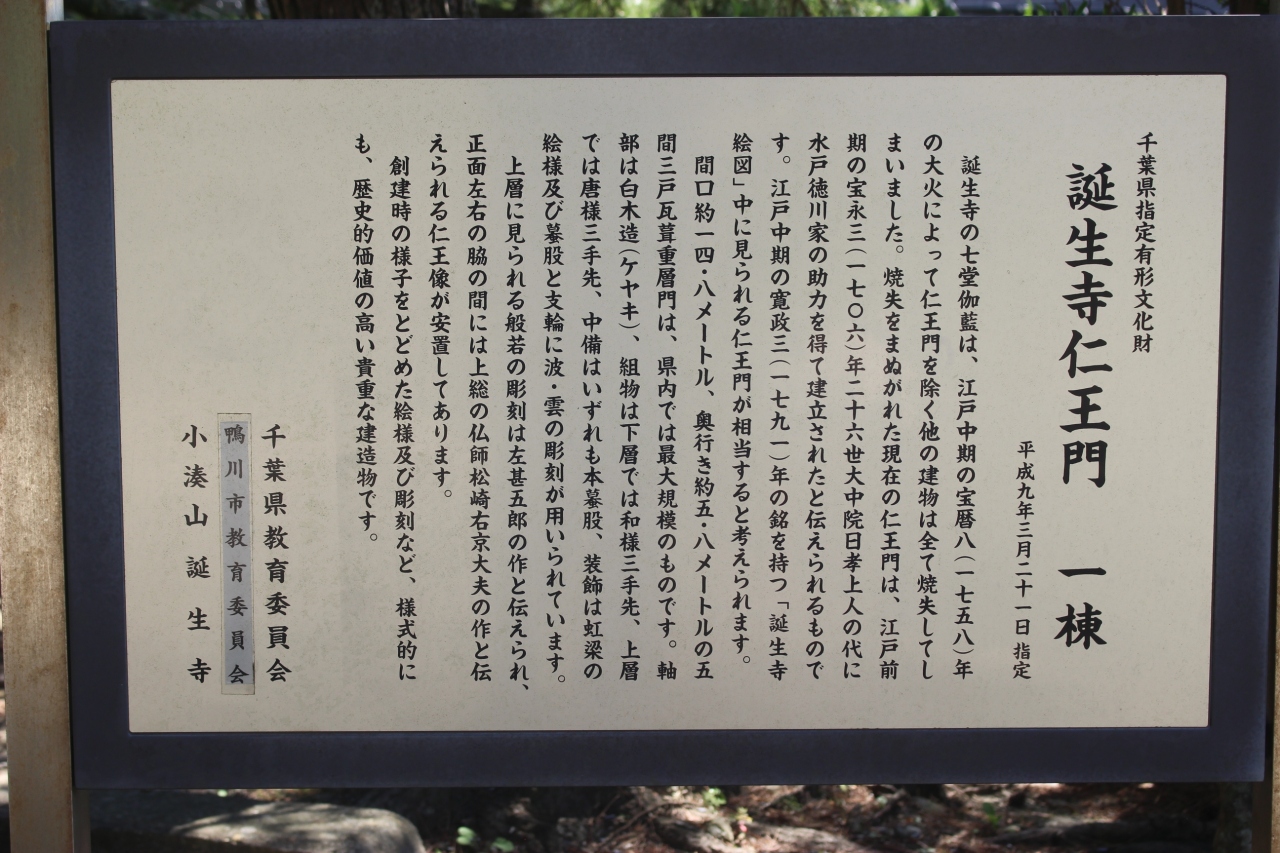 千葉県指定有形文化財
誕生寺仁王門　一棟
平成九年三月二十一日 指定
誕生寺の七堂伽藍は、江戸中期の宝暦八(一七五八)年
の大火によって仁王門を除く他の建物は全て焼失してし
まいました。焼失をまぬがれた現在の仁王門は、江戸前
期の宝永三(一七〇六)年二十六世大中院日孝上人の代に
水戸徳川家の助力を得て建立されたと伝えられるもので
す。江戸中期の寛政三(一七九一)年の銘を持つ「誕生寺
絵図」中に見られる仁王門が相当すると考えられます。
間口約一四・八メートル、奥行き約五・八メートルの五
間三戸瓦葺重層門は、県内では最大規模のものです。軸
部は白木造(ケヤキ)、組物は下層では和様三手先、上層
では唐様三手先、中備はいずれも本蟇股、装飾は虹梁の
絵様及び蟇股と支輪に波・雲の彫刻が用いられています。
上層に見られる般若の彫刻は左甚五郎の作と伝えられ、
正面左右の脇の間には上総の仏師松崎右京大夫の作と伝
えられる仁王像が安置してあります。
創建時の様子をとどめた絵様及び彫刻など、様式的に
も、歴史的価値の高い貴重な建造物です。
千葉県教育委員会
鴨川市教育委員会
小湊山誕生寺